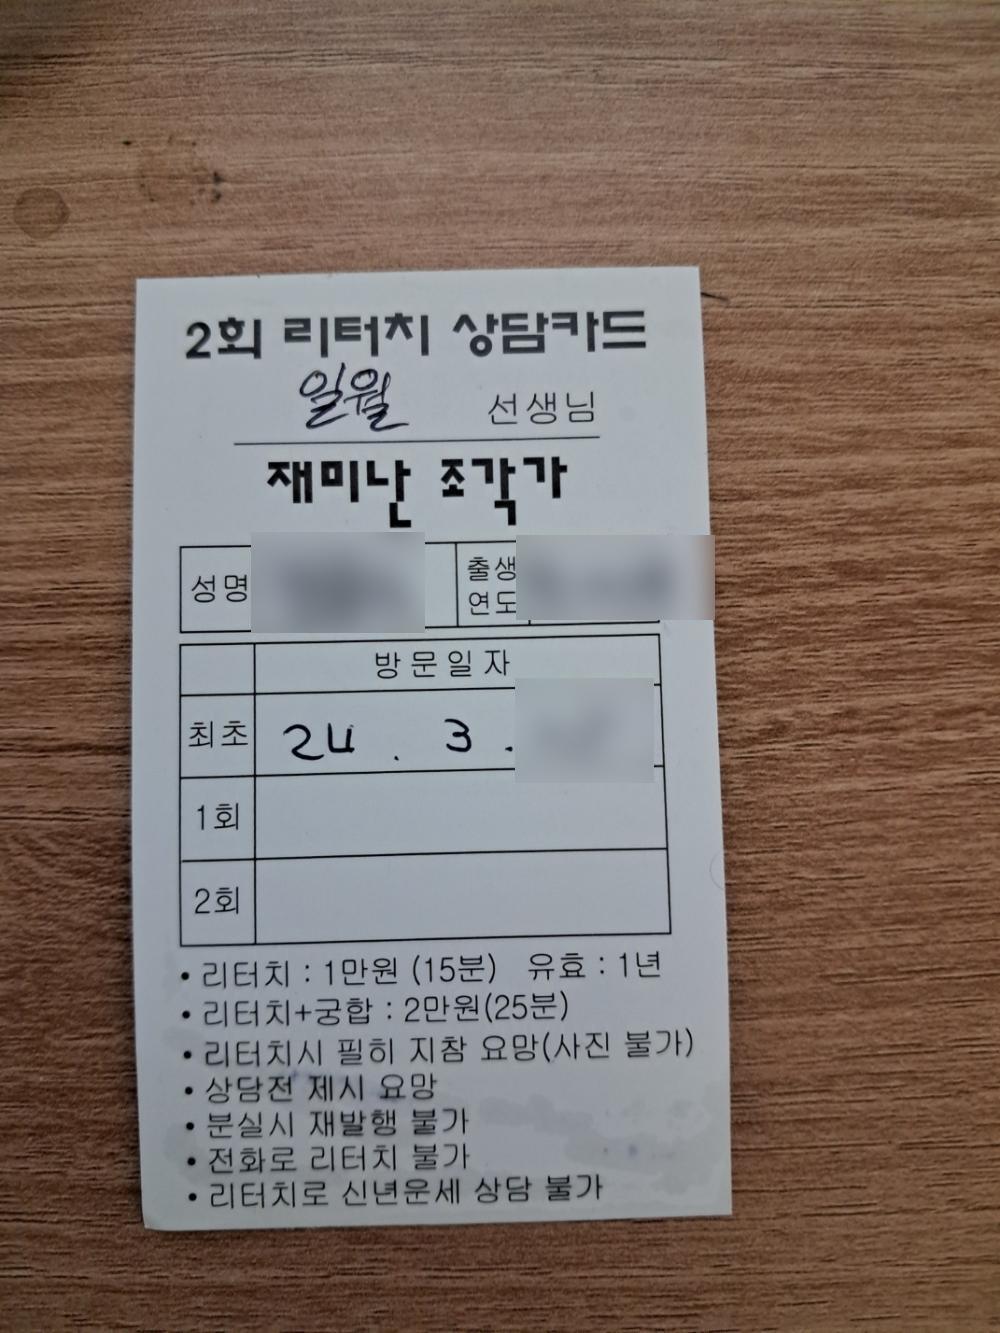 2회 리터치 상담카드
일월 선생님
재미난 조각가
성명 출생
연도
방문일자
최초 24 . 3 .
1회
2회
• 리터치 : 1만원 (15분) 유효 : 1년
• 리터치+궁합 : 2만원(25분)
• 리터치시 필히 지참 요망(사진 불가)
• 상담전 제시 요망
• 분실시 재발행 불가
• 전화로 리터치 불가
• 리터치로 신년운세 상담 불가